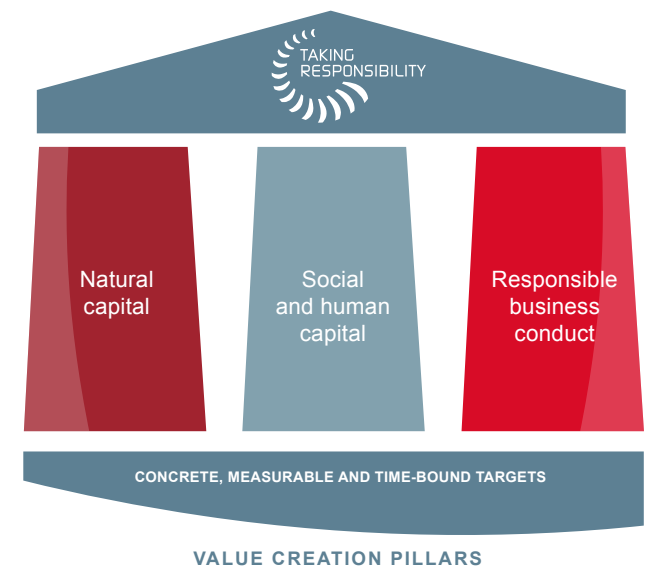 TAKING
RESPONSIBILITY
Natural
capital
Social
and human
capital
Responsible
business
conduct
CONCRETE, MEASURABLE AND TIME-BOUND TARGETS
VALUE CREATION PILLARS